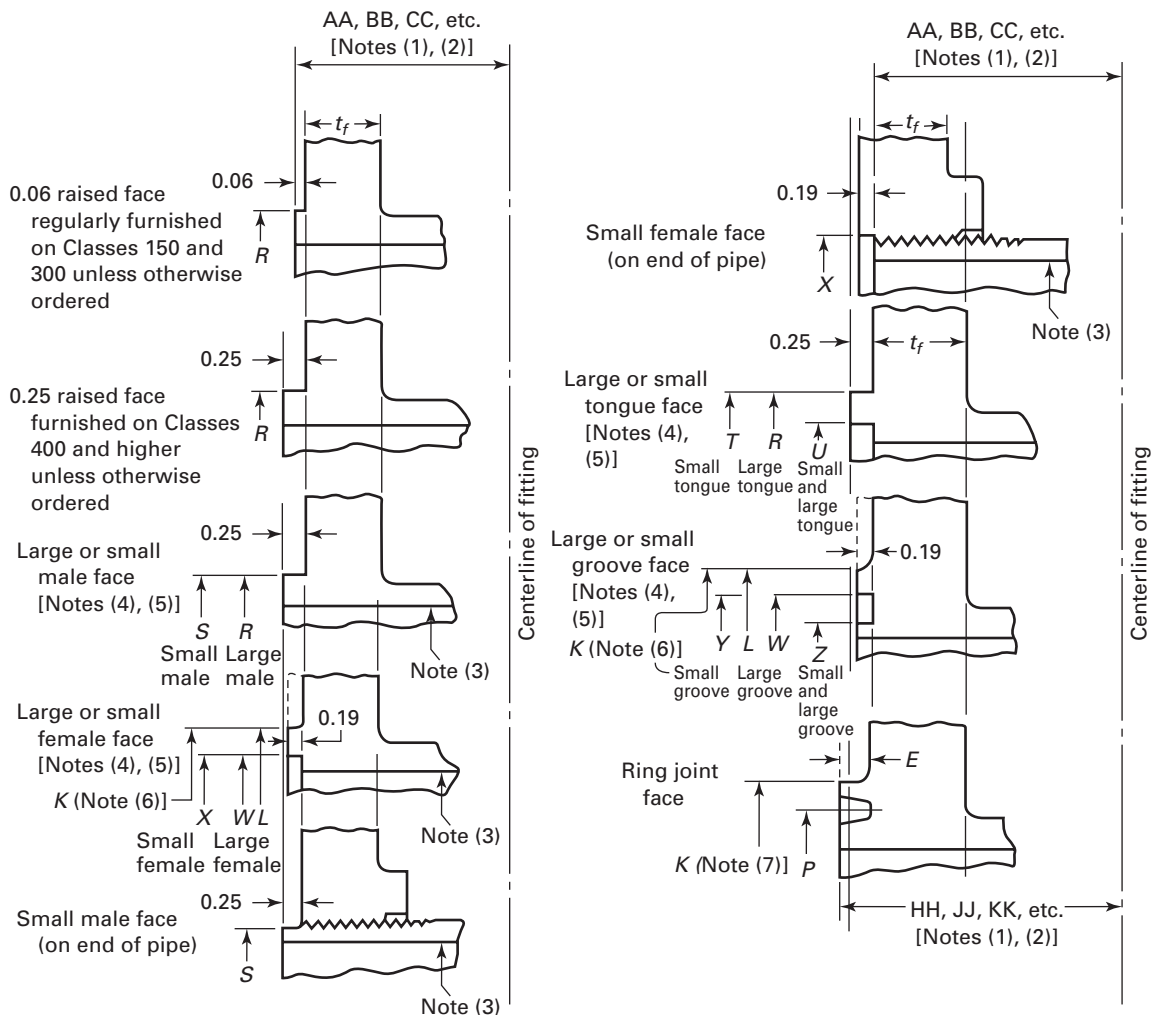 AA, BB, CC, etc.
[Notes (1), (2)]
t_f
0.06
0.06 raised face
regularly furnished
on Classes 150 and
300 unless otherwise
ordered
R
0.25
0.25 raised face
furnished on Classes
400 and higher
unless otherwise
ordered
R
0.25
Large or small
male face
[Notes (4), (5)]
S R
Small Large
male male
Note (3)
0.19
Large or small
female face
[Notes (4), (5)]
K (Note (6)]
X W L
Small Large
female female
Note (3)
0.25
Small male face
(on end of pipe)
S
Note (3)
Centerline of fitting
AA, BB, CC, etc.
[Notes (1), (2)]
t_f
0.19
Small female face
(on end of pipe)
X
Note (3)
0.25
t_f
Large or small
tongue face
[Notes (4),
(5)]
T R U
Small
tongue
Large
tongue
Small
and
large
tongue
0.19
Large or small
groove face
[Notes (4),
(5)]
K (Note (6)]
Y L W Z
Small
groove
Large
groove
Small
and
large
groove
E
Ring joint
face
K (Note (7)]
P
HH, JJ, KK, etc.
[Notes (1), (2)]
Centerline of fitting